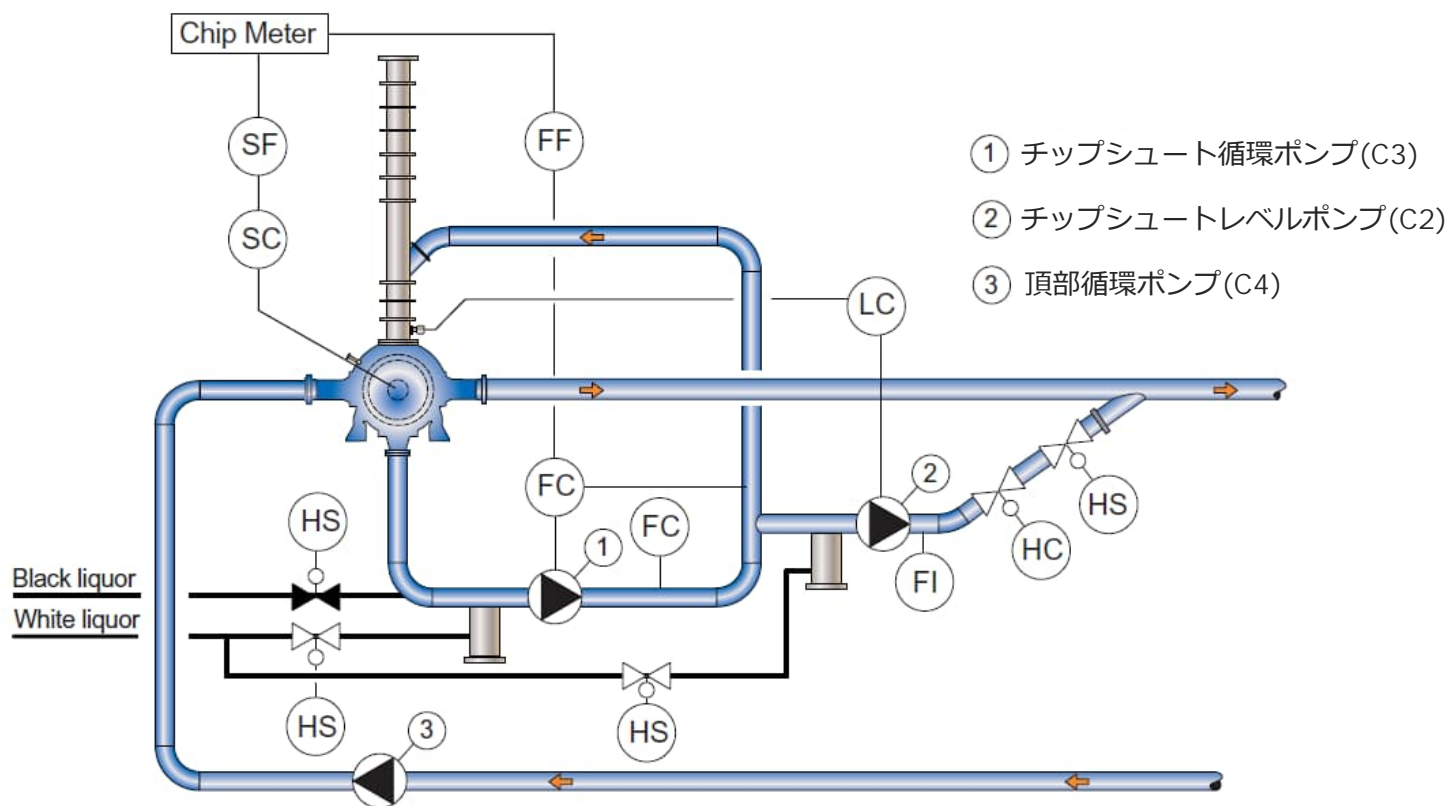 Chip Meter
SF
FF
SC
① チップシュート循環ポンプ(C3)
② チップシュートレベルポンプ(C2)
③ 頂部循環ポンプ(C4)
LC
FC
2
HS
HS
FC
1
HC
FI
Black liquor
White liquor
HS
HS
3